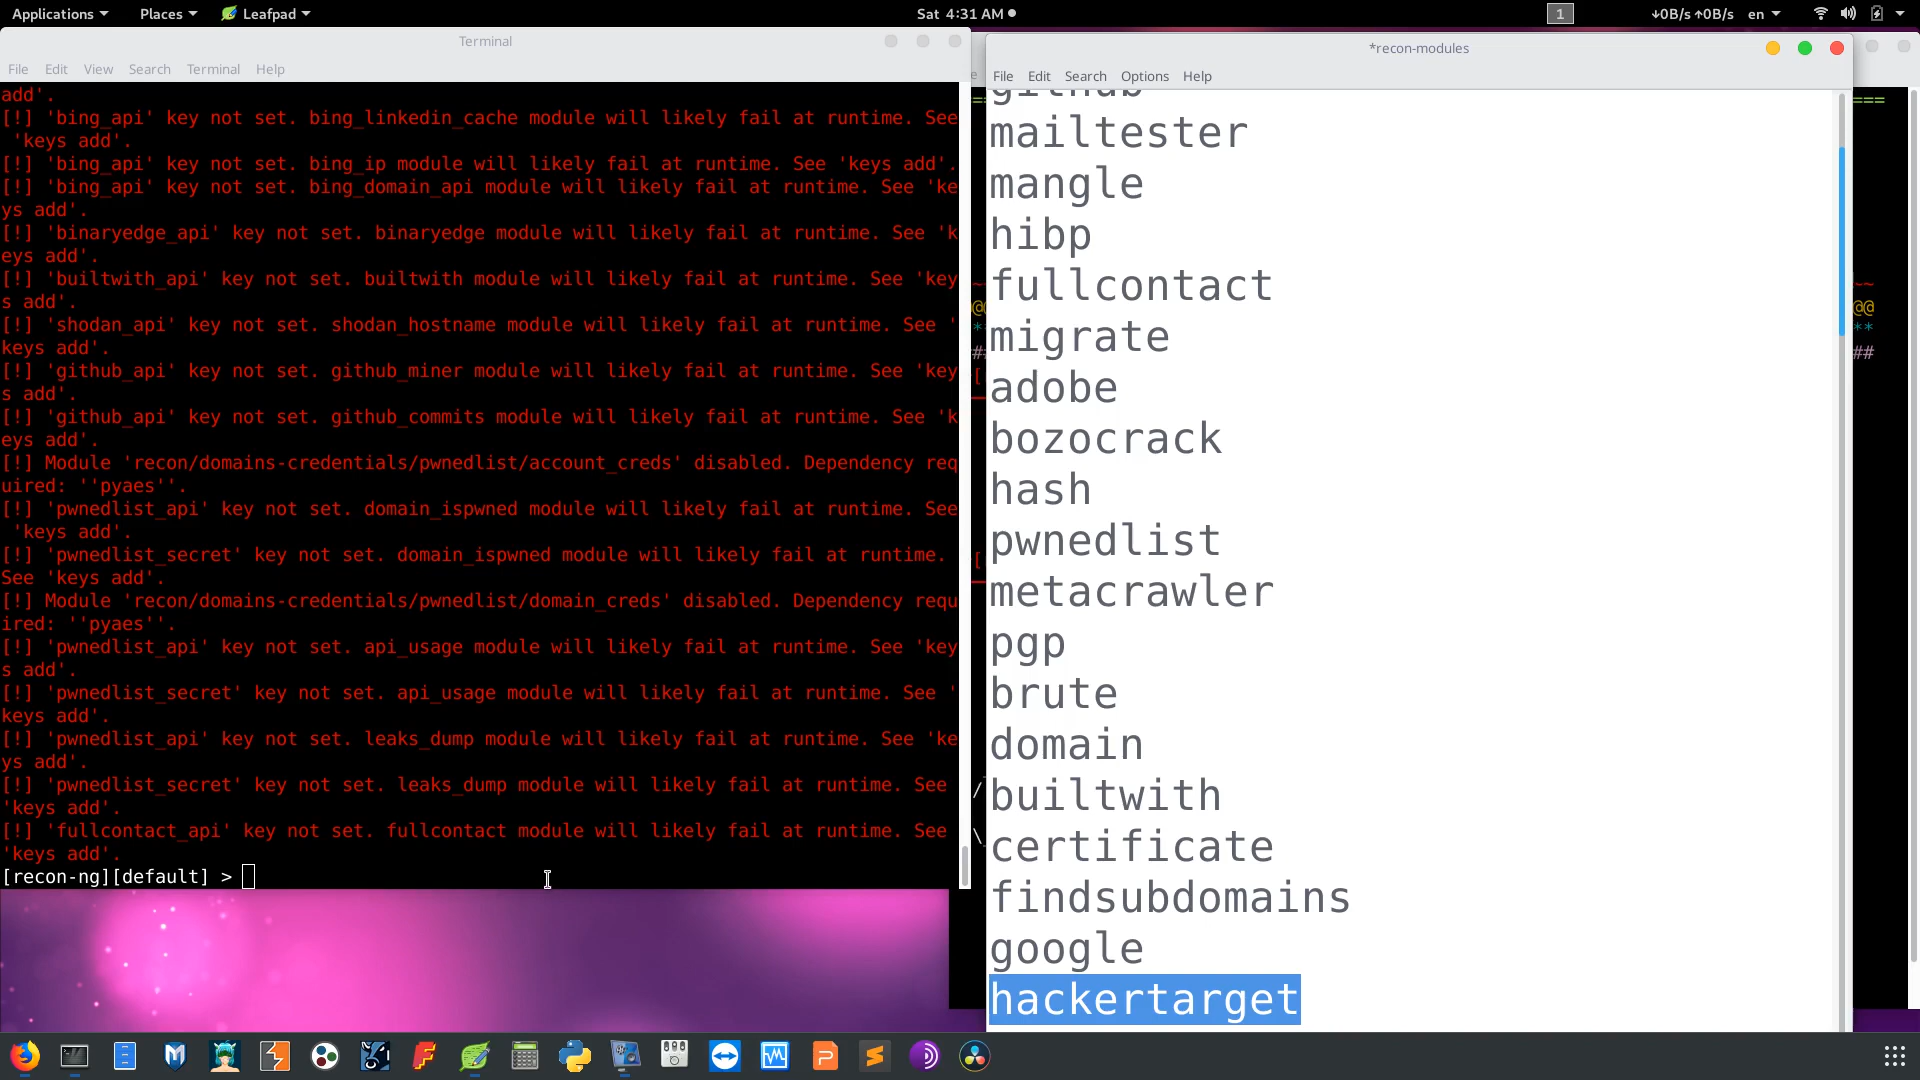 Applications Places Leafpad Sat 4:31 AM 1 ↓0B/s ↑0B/s en
Terminal
File Edit View Search Terminal Help
add'.
[!] 'bing_api' key not set. bing_linkedin_cache module will likely fail at runtime. See
'keys add'.
[!] 'bing_api' key not set. bing_ip module will likely fail at runtime. See 'keys add'.
[!] 'bing_api' key not set. bing_domain_api module will likely fail at runtime. See 'ke
ys add'.
[!] 'binaryedge_api' key not set. binaryedge module will likely fail at runtime. See 'k
eys add'.
[!] 'builtwith_api' key not set. builtwith module will likely fail at runtime. See 'key
s add'.
[!] 'shodan_api' key not set. shodan_hostname module will likely fail at runtime. See '
keys add'.
[!] 'github_api' key not set. github_miner module will likely fail at runtime. See 'key
s add'.
[!] 'github_api' key not set. github_commits module will likely fail at runtime. See 'k
eys add'.
[!] Module 'recon/domains-credentials/pwnedlist/account_creds' disabled. Dependency req
uired: ''pyaes''.
[!] 'pwnedlist_api' key not set. domain_ispwned module will likely fail at runtime. See
'keys add'.
[!] 'pwnedlist_secret' key not set. domain_ispwned module will likely fail at runtime.
See 'keys add'.
[!] Module 'recon/domains-credentials/pwnedlist/domain_creds' disabled. Dependency requ
ired: ''pyaes''.
[!] 'pwnedlist_api' key not set. api_usage module will likely fail at runtime. See 'key
s add'.
[!] 'pwnedlist_secret' key not set. api_usage module will likely fail at runtime. See '
keys add'.
[!] 'pwnedlist_api' key not set. leaks_dump module will likely fail at runtime. See 'ke
ys add'.
[!] 'pwnedlist_secret' key not set. leaks_dump module will likely fail at runtime. See
'keys add'.
[!] 'fullcontact_api' key not set. fullcontact module will likely fail at runtime. See
'keys add'.
[recon-ng][default] >
*recon-modules
File Edit Search Options Help
github
mailtester
mangle
hibp
fullcontact
migrate
adobe
bozocrack
hash
pwnedlist
metacrawler
pgp
brute
domain
builtwith
certificate
findsubdomains
google
hackertarget
===
~~
@@
**
##